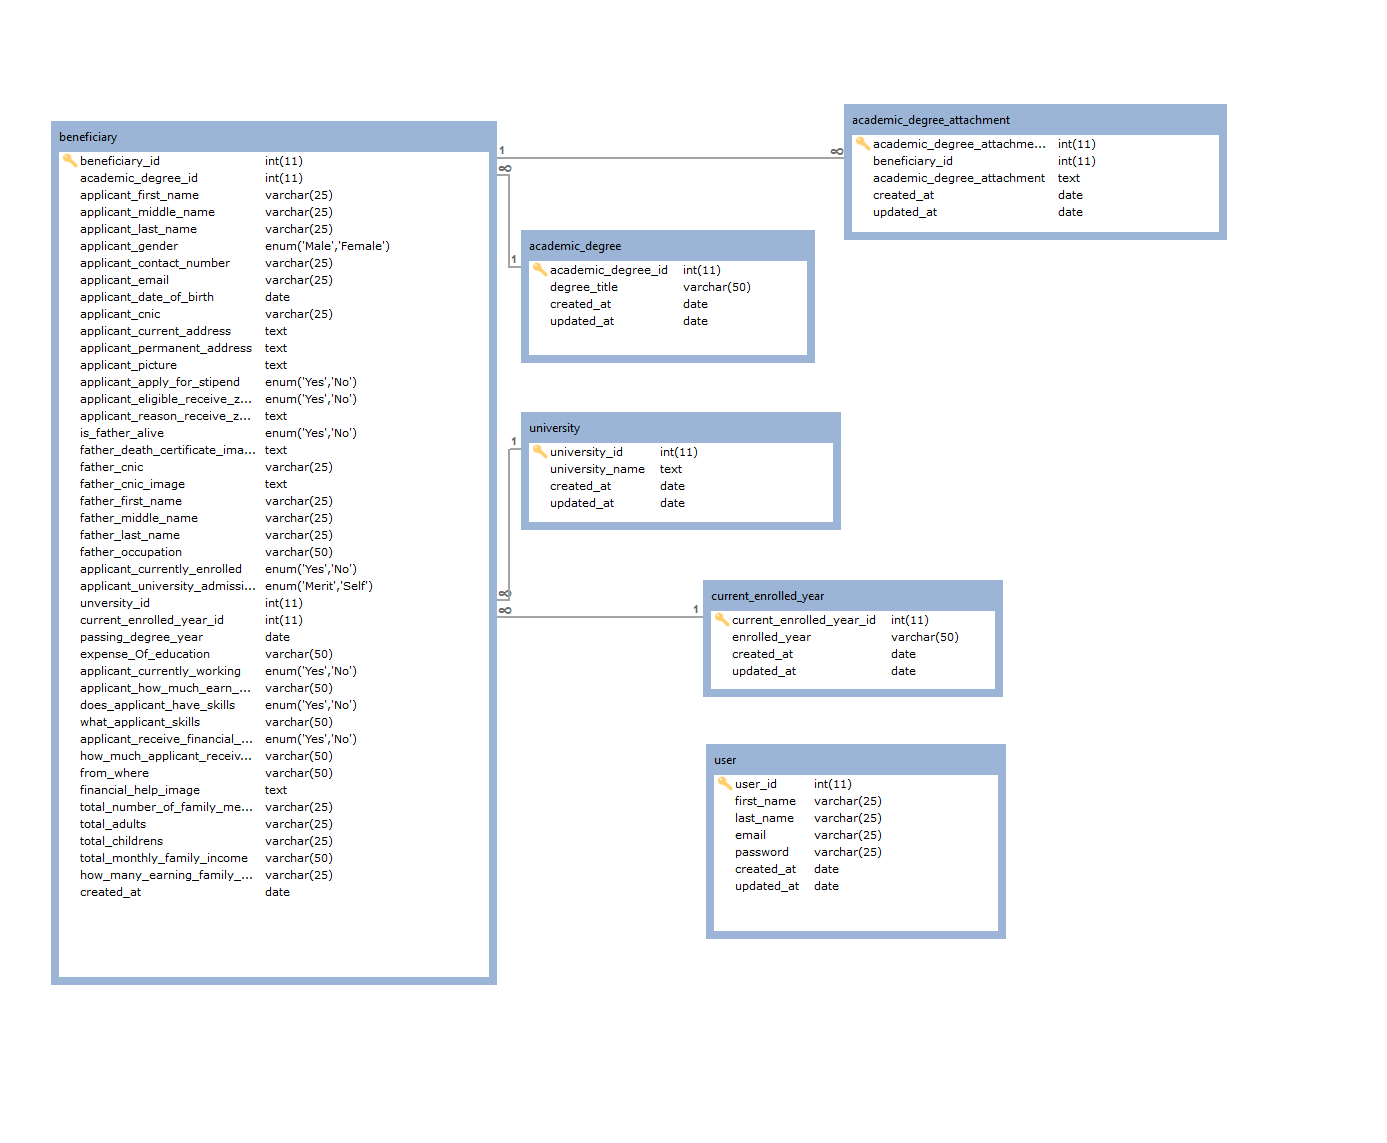 beneficiary
beneficiary_id int(11)
academic_degree_id int(11)
applicant_first_name varchar(25)
applicant_middle_name varchar(25)
applicant_last_name varchar(25)
applicant_gender enum('Male','Female')
applicant_contact_number varchar(25)
applicant_email varchar(25)
applicant_date_of_birth date
applicant_cnic varchar(25)
applicant_current_address text
applicant_permanent_address text
applicant_picture text
applicant_apply_for_stipend enum('Yes','No')
applicant_eligible_receive_z... enum('Yes','No')
applicant_reason_receive_z... text
is_father_alive enum('Yes','No')
father_death_certificate_ima... text
father_cnic varchar(25)
father_cnic_image text
father_first_name varchar(25)
father_middle_name varchar(25)
father_last_name varchar(25)
father_occupation varchar(50)
applicant_currently_enrolled enum('Yes','No')
applicant_university_admissi... enum('Merit','Self')
unversity_id int(11)
current_enrolled_year_id int(11)
passing_degree_year date
expense_Of_education varchar(50)
applicant_currently_working enum('Yes','No')
applicant_how_much_earn_... varchar(50)
does_applicant_have_skills enum('Yes','No')
what_applicant_skills varchar(50)
applicant_receive_financial_... enum('Yes','No')
how_much_applicant_receiv... varchar(50)
from_where varchar(50)
financial_help_image text
total_number_of_family_me... varchar(25)
total_adults varchar(25)
total_childrens varchar(25)
total_monthly_family_income varchar(50)
how_many_earning_family_... varchar(25)
created_at date
1 ∞
∞ 1
1 ∞
∞ 1
academic_degree_attachment
academic_degree_attachme... int(11)
beneficiary_id int(11)
academic_degree_attachment text
created_at date
updated_at date
academic_degree
academic_degree_id int(11)
degree_title varchar(50)
created_at date
updated_at date
university
university_id int(11)
university_name text
created_at date
updated_at date
current_enrolled_year
current_enrolled_year_id int(11)
enrolled_year varchar(50)
created_at date
updated_at date
user
user_id int(11)
first_name varchar(25)
last_name varchar(25)
email varchar(25)
password varchar(25)
created_at date
updated_at date